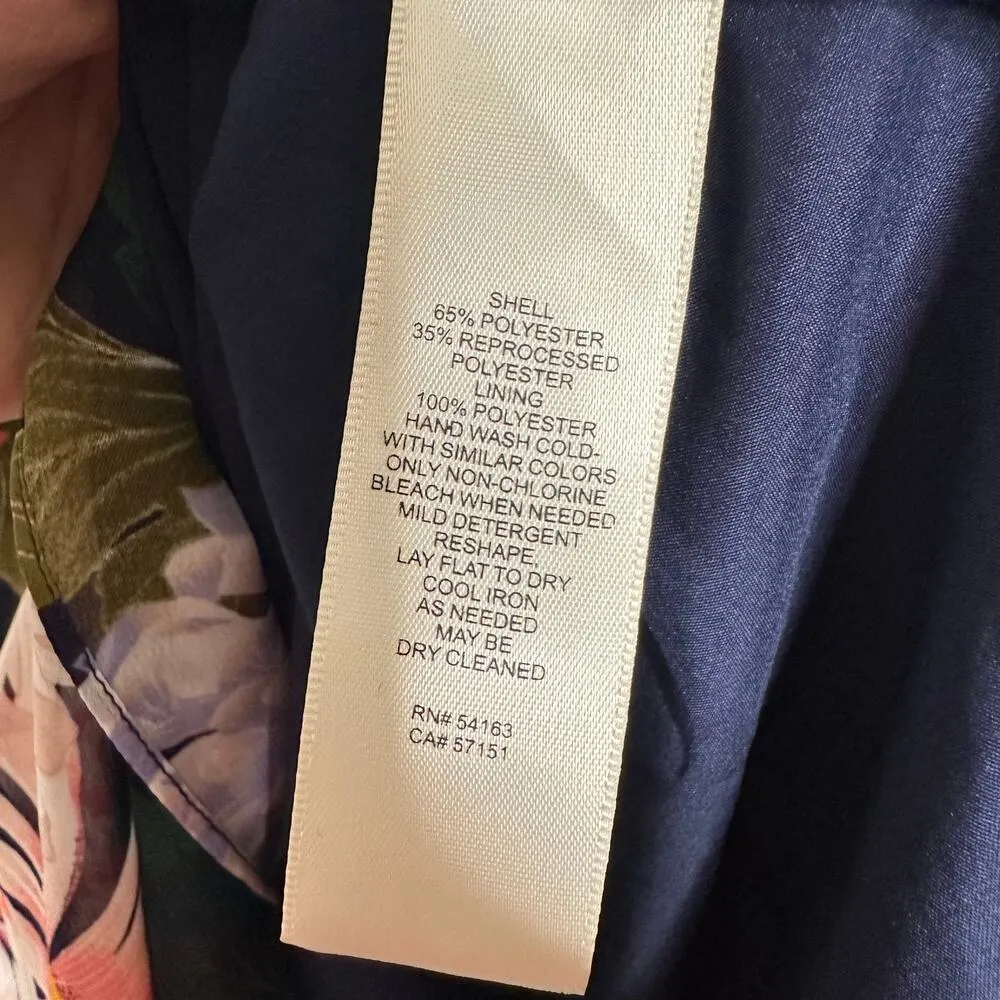 SHELL
65% POLYESTER
35% REPROCESSED
POLYESTER
LINING
100% POLYESTER
HAND WASH COLD-
WITH SIMILAR COLORS
ONLY NON-CHLORINE
BLEACH WHEN NEEDED
MILD DETERGENT
RESHAPE,
LAY FLAT TO DRY
COOL IRON
AS NEEDED
MAY BE
DRY CLEANED
RN# 54163
CA# 57151